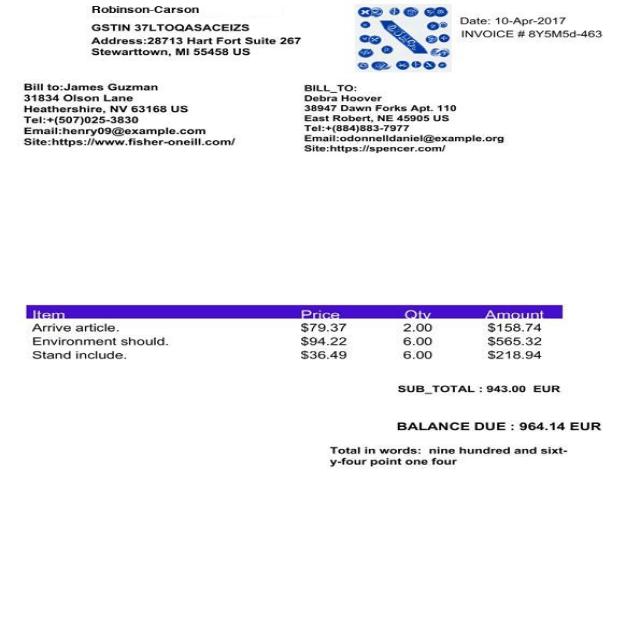 Robinson-Carson
GSTIN 37LTOQASACEIZS
Address:28713 Hart Fort Suite 267
Stewarttown, MI 55458 US
Date: 10-Apr-2017
INVOICE # 8Y5M5d-463
Bill to:James Guzman
31834 Olson Lane
Heathershire, NV 63168 US
Tel:+(507)025-3830
Email:henry09@example.com
Site:https://www.fisher-oneill.com/
BILL_TO:
Debra Hoover
38947 Dawn Forks Apt. 110
East Robert, NE 45905 US
Tel:+(884)883-7977
Email:odonnelldaniel@example.org
Site:https://spencer.com/
Item Price Qty Amount
Arrive article. $79.37 2.00 $158.74
Environment should. $94.22 6.00 $565.32
Stand include. $36.49 6.00 $218.94
SUB_TOTAL : 943.00 EUR
BALANCE DUE : 964.14 EUR
Total in words: nine hundred and sixt-
y-four point one four